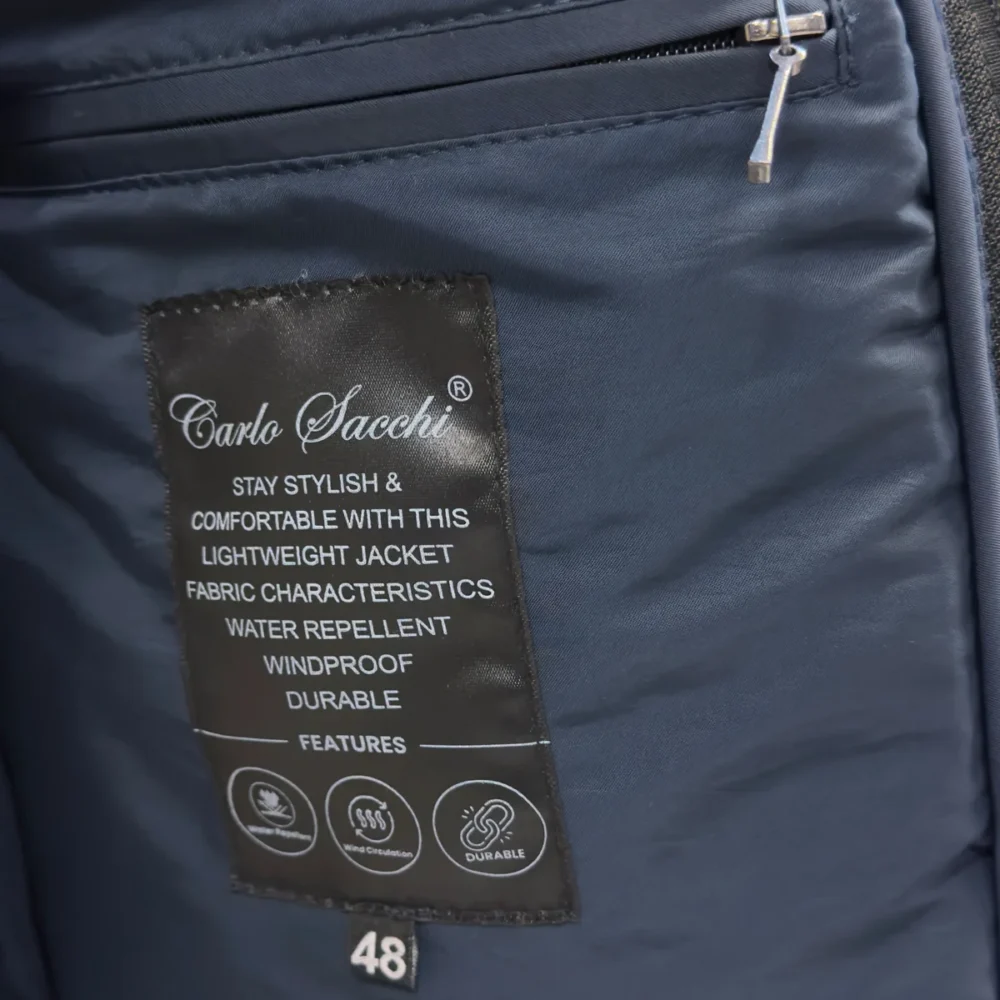 Carlo Sacchi®
STAY STYLISH &
COMFORTABLE WITH THIS
LIGHTWEIGHT JACKET
FABRIC CHARACTERISTICS
WATER REPELLENT
WINDPROOF
DURABLE
FEATURES
Water Repellent
Wind Circulation
DURABLE
48